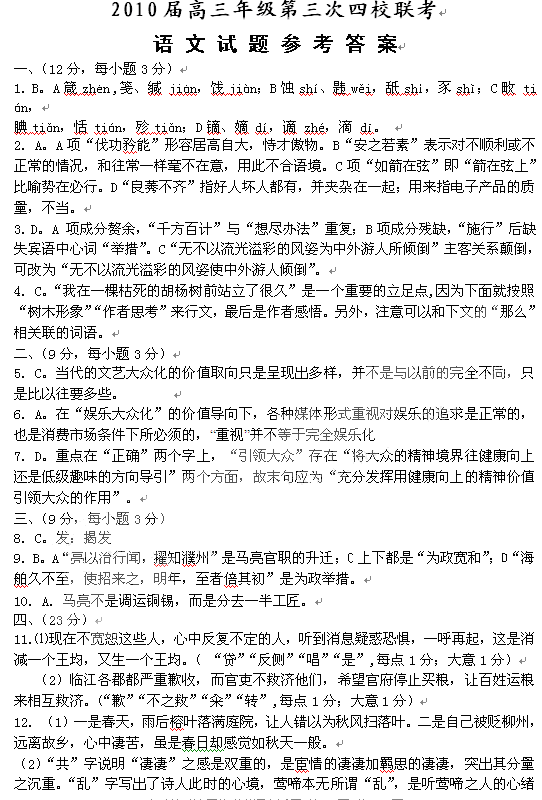 2010届高三年级第三次四校联考
语 文 试 题 参 考 答 案
一、(12分，每小题3分)
1. B。A箴zhēn,笺、缄 jiān，饯jiàn; B蚀shí、韪wěi，舐shì，豕shǐ; C畋 ti
án,
腆tiǎn，恬 tián，殄tiǎn; D镝、嫡 dí，谪 zhé，滴 dī。
2. A。A项“伐功矜能”形容居高自大，恃才傲物。B“安之若素”表示对不顺利或不
正常的情况，和往常一样毫不在意，用此不合语境。C项“如箭在弦”即“箭在弦上”
比喻势在必行。D“良莠不齐”指好人坏人都有，并夹杂在一起；用来指电子产品的质
量，不当。
3. D。A 项成分赘余，“千方百计”与“想尽办法”重复；B项成分残缺，“施行”后缺
失宾语中心词“举措”。C“无不以流光溢彩的风姿为中外游人所倾倒”主客关系颠倒，
可改为“无不以流光溢彩的风姿使中外游人倾倒”。
4. C。“我在一棵枯死的胡杨树前站立了很久”是一个重要的立足点,因为下面就按照
“树木形象”“作者思考”来行文，最后是作者感悟。另外，注意可以和下文的“那么”
相关联的词语。
二、(9分，每小题3分)
5. C。当代的文艺大众化的价值取向只是呈现出多样，并不是与以前的完全不同，只
是比以往要多些。
6. A。在“娱乐大众化”的价值导向下，各种媒体形式重视对娱乐的追求是正常的，
也是消费市场条件下所必须的，“重视”并不等于完全娱乐化
7. D。重点在“正确”两个字上，“引领大众”存在“将大众的精神境界往健康向上
还是低级趣味的方向导引”两个方面，故末句应为“充分发挥用健康向上的精神价值
引领大众的作用”。
三、(9分，每小题3分)
8. C。发：揭发
9. B。A“亮以治行闻，擢知濮州”是马亮官职的升迁；C上下都是“为政宽和”；D“海
舶久不至，使招来之，明年，至者倍其初”是为政举措。
10. A. 马亮不是调运铜锡，而是分去一半工匠。
四、(23分)
11.⑴现在不宽恕这些人，心中反复不定的人，听到消息疑惑恐惧，一呼再起，这是消
减一个王均，又生一个王均。( “贷”“反侧”“唱”“是”,每点1分；大意1分)
(2) 临江各郡都严重歉收，而官吏不救济他们，希望官府停止买粮，让百姓运粮
来相互救济。(“歉”“不之救”“籴”“转”,每点1分；大意1分)
12. (1)一是春天，雨后榕叶落满庭院，让人错以为秋风扫落叶。二是自己被贬柳州，
远离故乡，心中凄苦，虽是春日却感觉如秋天一般。
(2)“共”字说明“凄凄”之感是双重的，是宦情的凄凄加羁思的凄凄，突出其分量
之沉重。“乱”字写出了诗人此时的心境，莺啼本无所谓“乱”，是听莺啼之人的心绪